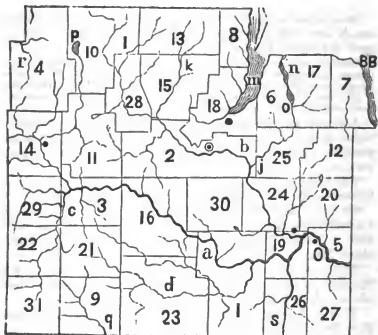 P 10 1 13 8 BB
r 4 k m n 17 7
15 6
28 18 o
14 b 12
11 2 j 25
24 20
29 c 3 16 30
22 21 a 19 O 5
d
31 9 23 l s 26 27
q